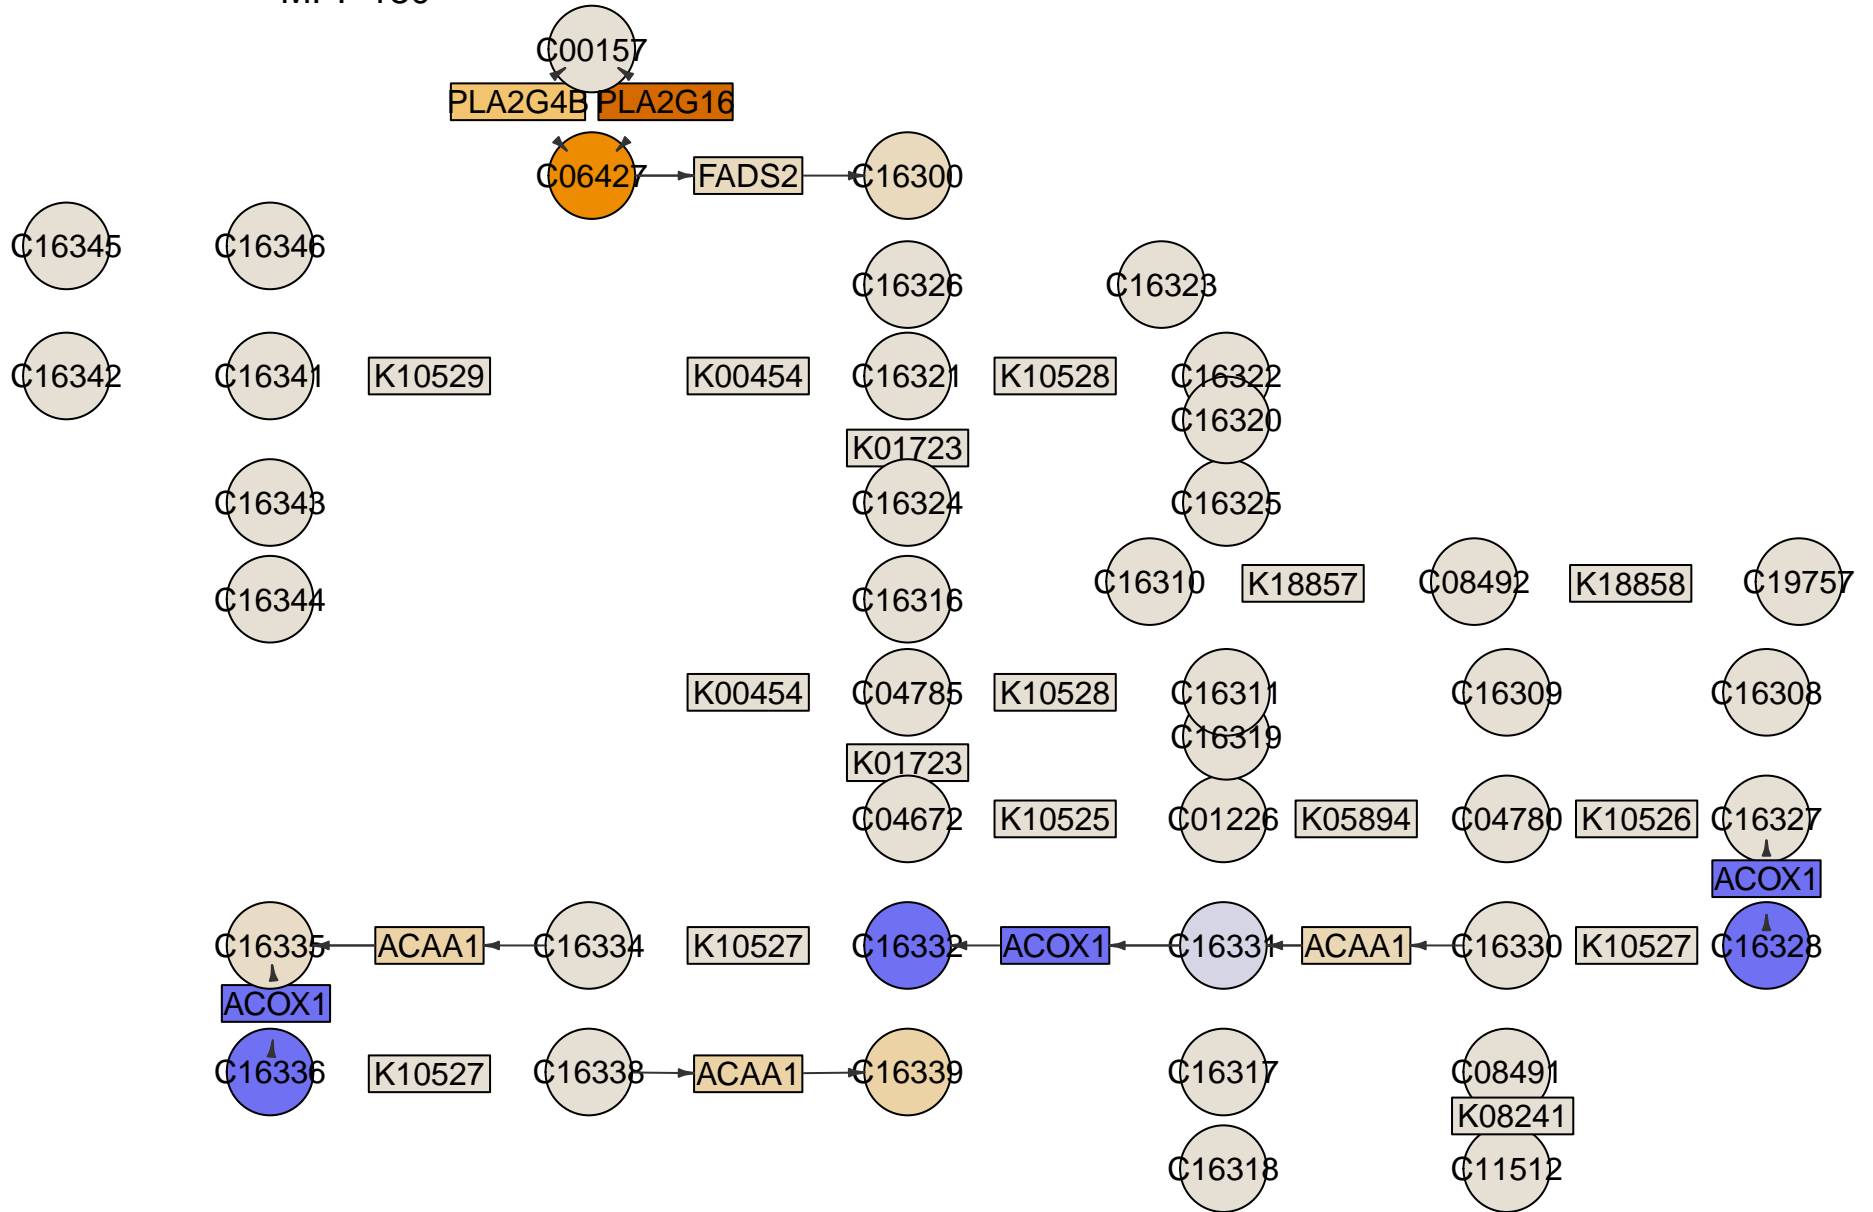 C00157
PLA2G4B PLA2G16
C06427 FADS2 C16300
C16345 C16346
C16326 C16323
C16342 C16341 K10529 K00454 C16321 K10528 C16322
C16320
K01723
C16343 C16324 C16325
C16310 K18857 C08492 K18858 C19757
C16344 C16316
K00454 C04785 K10528 C16311 C16309 C16308
C16319
K01723
C04672 K10525 C01226 K05894 C04780 K10526 C16327
ACOX1
C16335 ACAA1 C16334 K10527 C16332 ACOX1 C16331 ACAA1 C16330 K10527 C16328
ACOX1
C16336 K10527 C16338 ACAA1 C16339 C16317 C08491
K08241
C16318 C11512